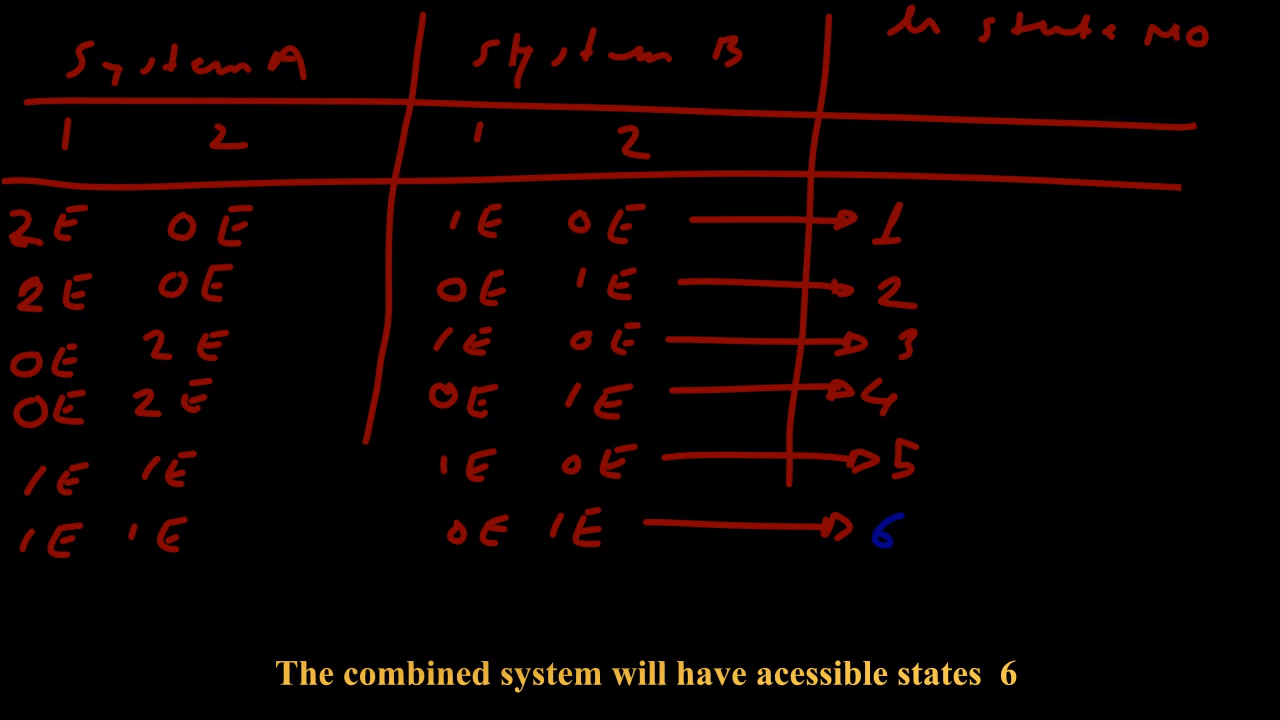 System A System B in state NO
1 2 1 2
2E 0E 1E 0E 1
2E 0E 0E 1E 2
0E 2E 1E 0E 3
0E 2E 0E 1E 4
1E 1E 1E 0E 5
1E 1E 0E 1E 6
The combined system will have acessible states 6